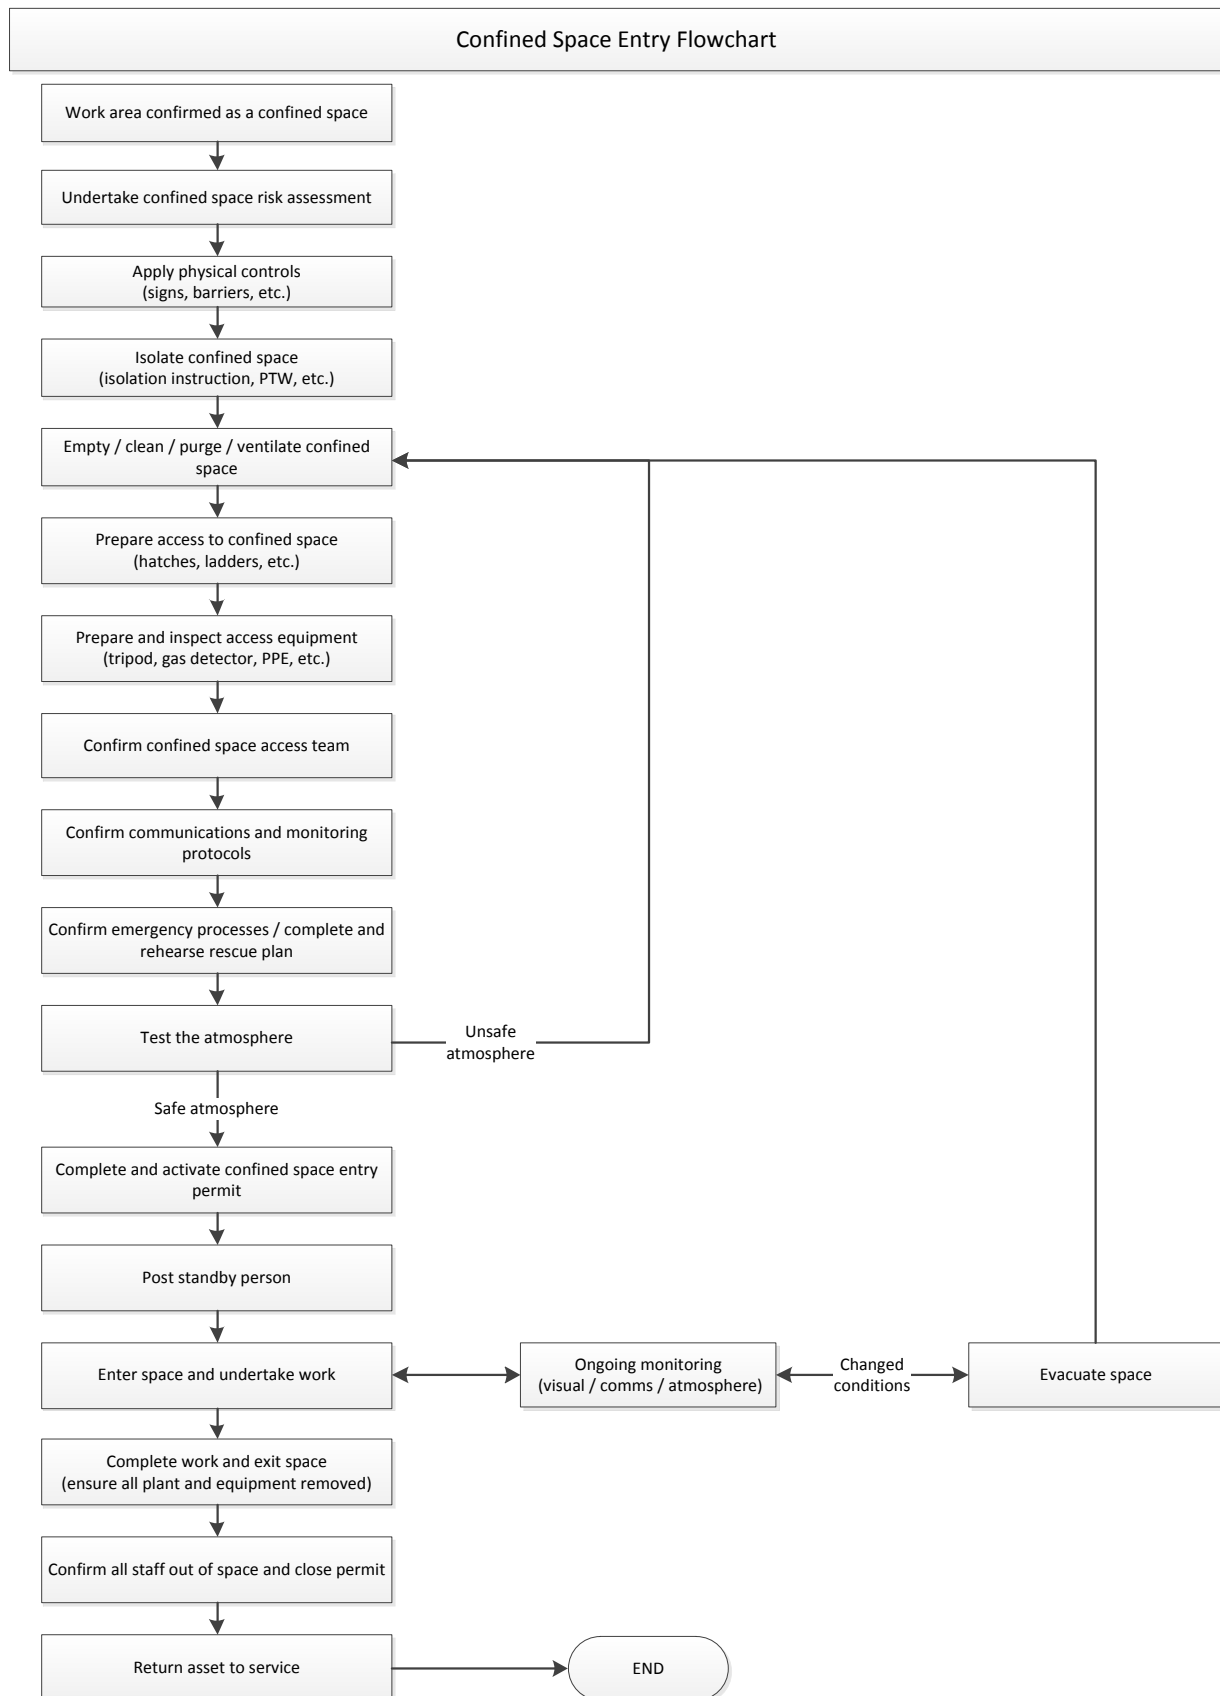 Confined Space Entry Flowchart
Work area confirmed as a confined space
Undertake confined space risk assessment
Apply physical controls
(signs, barriers, etc.)
Isolate confined space
(isolation instruction, PTW, etc.)
Empty / clean / purge / ventilate confined
space
Prepare access to confined space
(hatches, ladders, etc.)
Prepare and inspect access equipment
(tripod, gas detector, PPE, etc.)
Confirm confined space access team
Confirm communications and monitoring
protocols
Confirm emergency processes / complete and
rehearse rescue plan
Test the atmosphere
Unsafe
atmosphere
Safe atmosphere
Complete and activate confined space entry
permit
Post standby person
Enter space and undertake work
Ongoing monitoring
(visual / comms / atmosphere)
Changed
conditions
Evacuate space
Complete work and exit space
(ensure all plant and equipment removed)
Confirm all staff out of space and close permit
Return asset to service
END